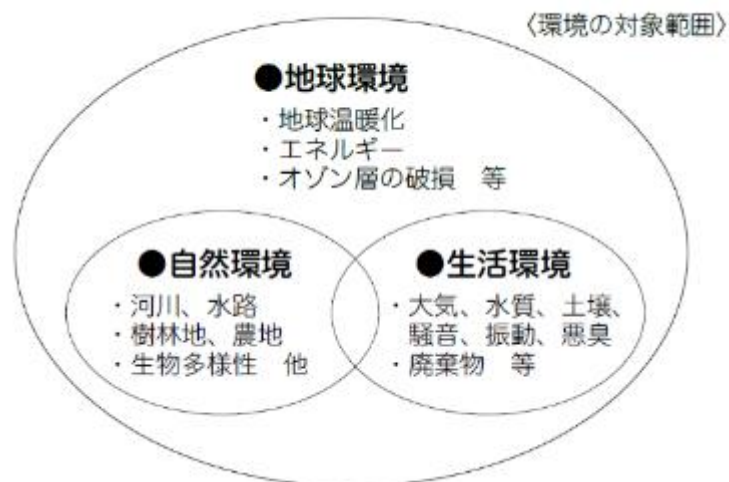 〈環境の対象範囲〉
●地球環境
・地球温暖化
・エネルギー
・オゾン層の破損　等
●自然環境
・河川、水路
・樹林地、農地
・生物多様性　他
●生活環境
・大気、水質、土壌、
騒音、振動、悪臭
・廃棄物　等